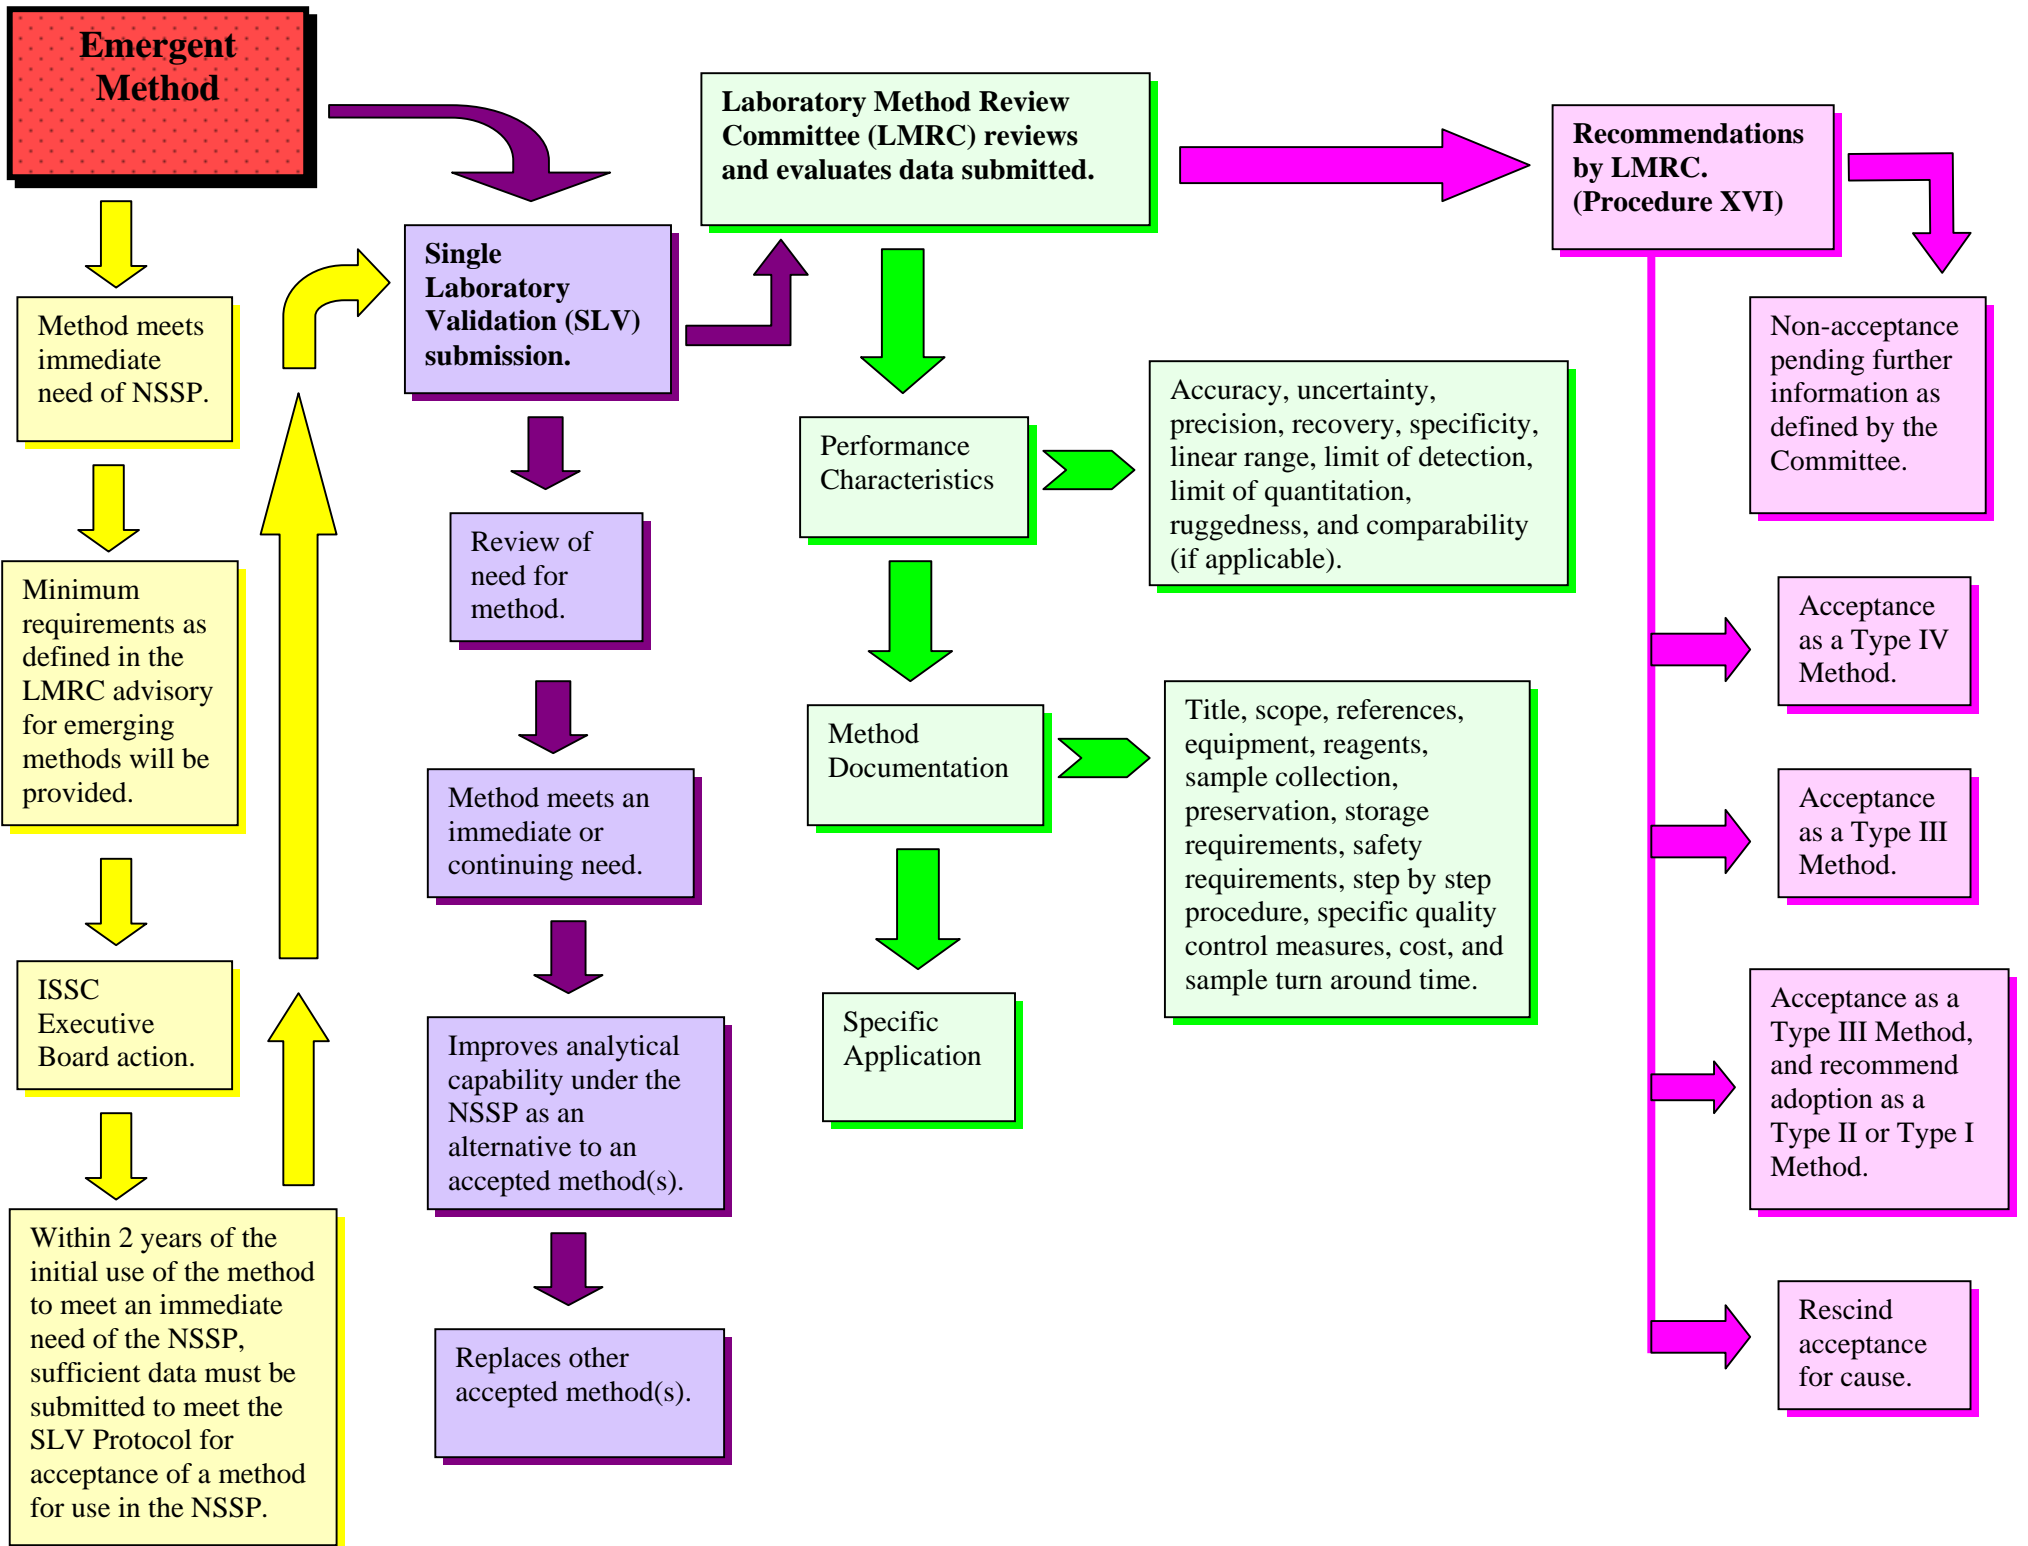 Emergent
Method
Method meets
immediate
need of NSSP.
Minimum
requirements as
defined in the
LMRC advisory
for emerging
methods will be
provided.
ISSC
Executive
Board action.
Within 2 years of the
initial use of the method
to meet an immediate
need of the NSSP,
sufficient data must be
submitted to meet the
SLV Protocol for
acceptance of a method
for use in the NSSP.
Single
Laboratory
Validation (SLV)
submission.
Review of
need for
method.
Method meets an
immediate or
continuing need.
Improves analytical
capability under the
NSSP as an
alternative to an
accepted method(s).
Replaces other
accepted method(s).
Laboratory Method Review
Committee (LMRC) reviews
and evaluates data submitted.
Performance
Characteristics
Accuracy, uncertainty,
precision, recovery, specificity,
linear range, limit of detection,
limit of quantitation,
ruggedness, and comparability
(if applicable).
Method
Documentation
Title, scope, references,
equipment, reagents,
sample collection,
preservation, storage
requirements, safety
requirements, step by step
procedure, specific quality
control measures, cost, and
sample turn around time.
Specific
Application
Recommendations
by LMRC.
(Procedure XVI)
Non-acceptance
pending further
information as
defined by the
Committee.
Acceptance
as a Type IV
Method.
Acceptance
as a Type III
Method.
Acceptance as a
Type III Method,
and recommend
adoption as a
Type II or Type I
Method.
Rescind
acceptance
for cause.